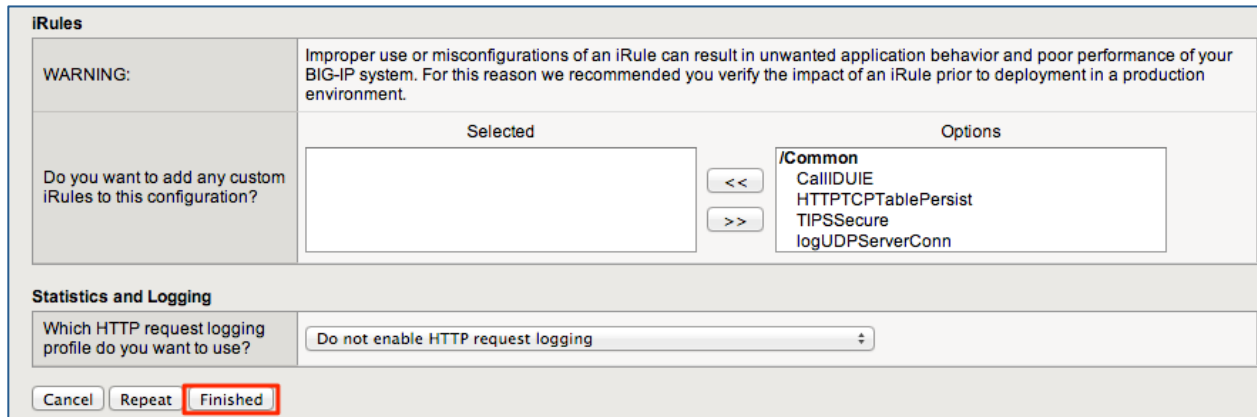 iRules
WARNING:
Improper use or misconfigurations of an iRule can result in unwanted application behavior and poor performance of your
BIG-IP system. For this reason we recommended you verify the impact of an iRule prior to deployment in a production
environment.
Do you want to add any custom
iRules to this configuration?
Selected
<<
>>
Options
/Common
CallIDUIE
HTTPTCPTablePersist
TIPSSecure
logUDPServerConn
Statistics and Logging
Which HTTP request logging
profile do you want to use?
Do not enable HTTP request logging
Cancel Repeat Finished